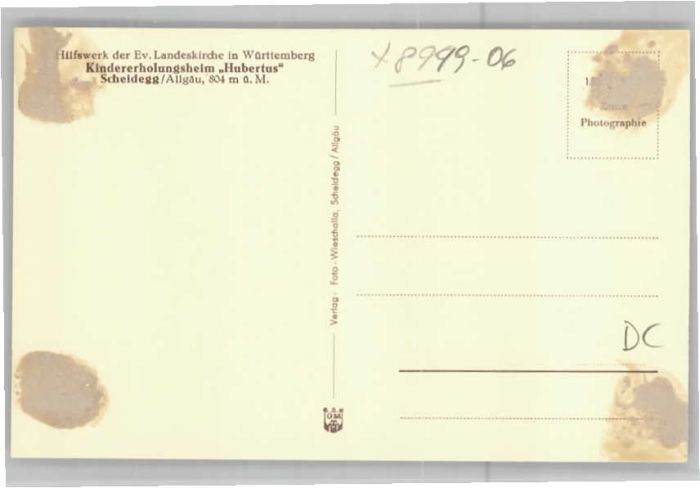 Hilfswerk der Ev. Landeskirche in Württemberg
Kindererholungsheim „Hubertus“
Scheidegg/Allgäu, 804 m ü. M.
x 8999-06
Photographie
Verlag: Foto-Wieschalla, Scheidegg/Allgäu
DC